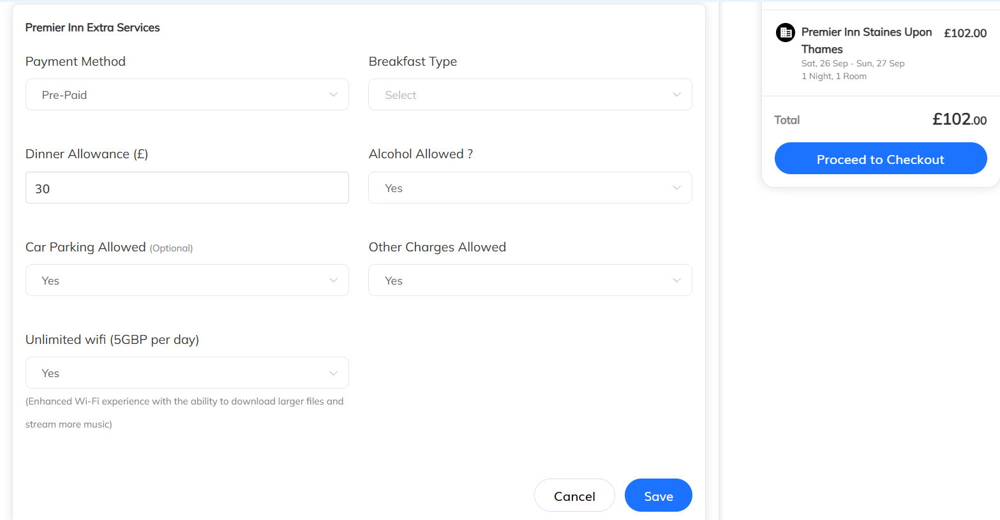 Premier Inn Extra Services
Payment Method
Breakfast Type
Pre-Paid
Select
Dinner Allowance (£)
Alcohol Allowed ?
30
Yes
Car Parking Allowed (Optional)
Other Charges Allowed
Yes
Yes
Unlimited wifi (5GBP per day)
Yes
(Enhanced Wi-Fi experience with the ability to download larger files and
stream more music)
Cancel
Save
Premier Inn Staines Upon
Thames
£102.00
Sat, 26 Sep - Sun, 27 Sep
1 Night, 1 Room
Total
£102.00
Proceed to Checkout